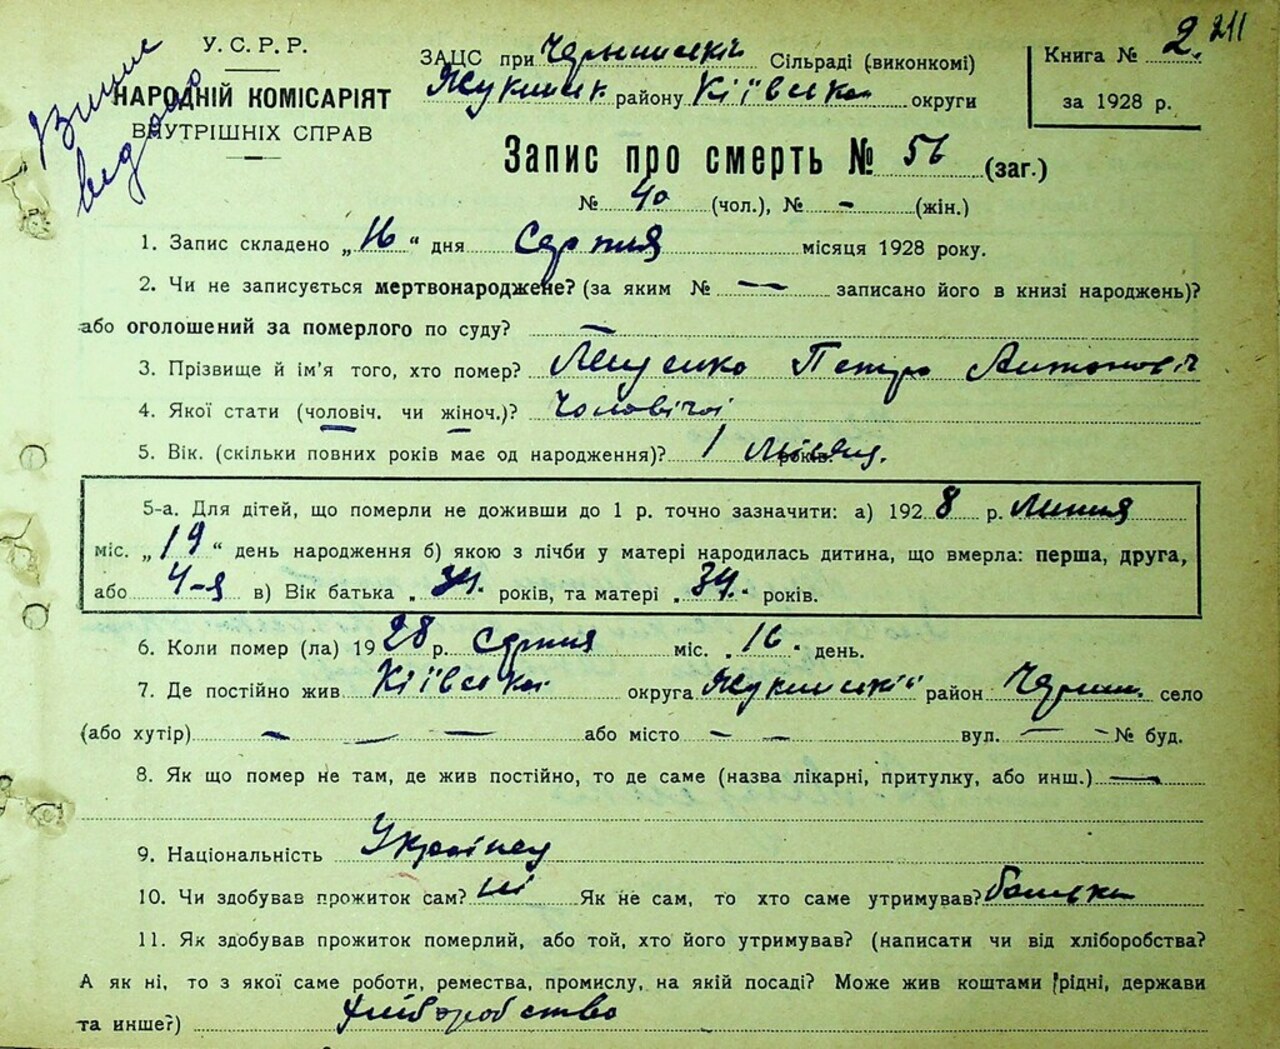 У.С.Р.Р.
НАРОДНІЙ КОМІСАРІЯТ
ВНУТРІШНІХ СПРАВ
видано
ЗАЦС при Сільраді (виконкомі)
району Київської округи
Книга № 2. 211
за 1928 р.
Запис про смерть № 56 (заг.)
№ 40 (чол.), № - (жін.)
1. Запис складено „16" дня Серпня місяця 1928 року.
2. Чи не записується мертвонароджене? (за яким № — записано його в книзі народжень)?
або оголошений за померлого по суду? —
3. Прізвище й ім'я того, хто помер? Петро Антонович
4. Якої стати (чоловіч. чи жіноч.)? Чоловічої
5. Вік. (скільки повних років має од народження)? 1 місяц. років.
5-а. Для дітей, що померли не доживши до 1 р. точно зазначити: а) 1928 р. Липня
міс. „19" день народження б) якою з лічби у матері народилась дитина, що вмерла: перша, друга,
або 4-я в) Вік батька „34." років, та матері „34." років.
6. Коли помер (ла) 1928 р. Серпня міс. „16" день.
7. Де постійно жив Київської округа район село
(або хутір) — — — або місто — — вул. — — № буд.
8. Як що помер не там, де жив постійно, то де саме (назва лікарні, притулку, або инш.) —
9. Національність Українец
10. Чи здобував прожиток сам? ні Як не сам, то хто саме утримував? батьки
11. Як здобував прожиток померлий, або той, хто його утримував? (написати чи від хліборобства?
А як ні, то з якої саме роботи, ремества, промислу, на якій посаді? Може жив коштами рідні, держави
та инше?) Хліборобство